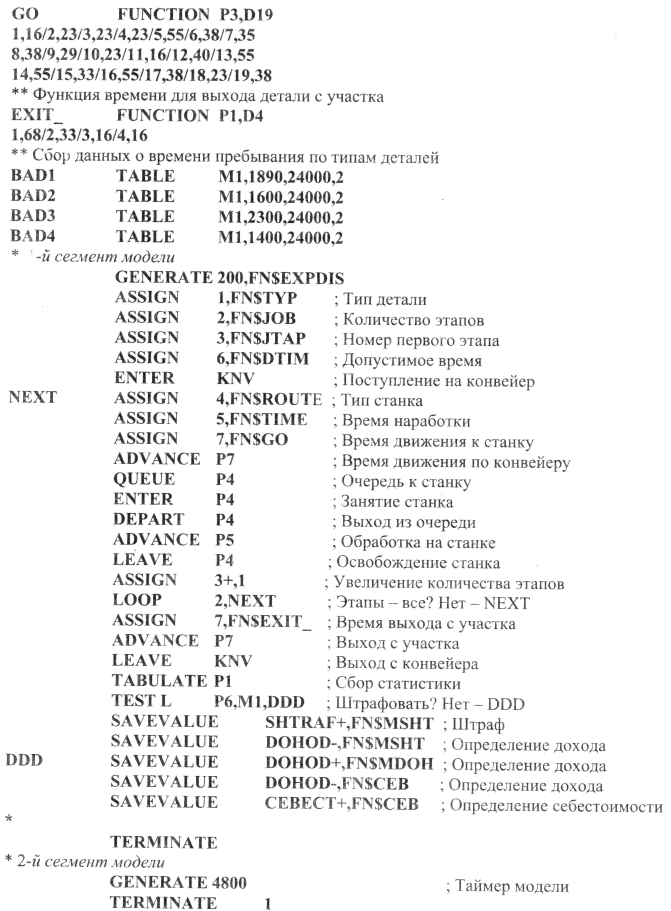 GO FUNCTION P3,D19
1,16/2,23/3,23/4,23/5,55/6,38/7,35
8,38/9,29/10,23/11,16/12,40/13,55
14,55/15,33/16,55/17,38/18,23/19,38
** Функция времени для выхода детали с участка
EXIT_ FUNCTION P1,D4
1,68/2,33/3,16/4,16
** Сбор данных о времени пребывания по типам деталей
BAD1 TABLE M1,1890,24000,2
BAD2 TABLE M1,1600,24000,2
BAD3 TABLE M1,2300,24000,2
BAD4 TABLE M1,1400,24000,2
* -й сегмент модели
GENERATE 200,FN$EXPDIS
ASSIGN 1,FN$TYP ; Тип детали
ASSIGN 2,FN$JOB ; Количество этапов
ASSIGN 3,FN$JTAP ; Номер первого этапа
ASSIGN 6,FN$DTIM ; Допустимое время
ENTER KNV ; Поступление на конвейер
NEXT ASSIGN 4,FN$ROUTE ; Тип станка
ASSIGN 5,FN$TIME ; Время наработки
ASSIGN 7,FN$GO ; Время движения к станку
ADVANCE P7 ; Время движения по конвейеру
QUEUE P4 ; Очередь к станку
ENTER P4 ; Занятие станка
DEPART P4 ; Выход из очереди
ADVANCE P5 ; Обработка на станке
LEAVE P4 ; Освобождение станка
ASSIGN 3+,1 ; Увеличение количества этапов
LOOP 2,NEXT ; Этапы – все? Нет – NEXT
ASSIGN 7,FN$EXIT_ ; Время выхода с участка
ADVANCE P7 ; Выход с участка
LEAVE KNV ; Выход с конвейера
TABULATE P1 ; Сбор статистики
TEST L P6,M1,DDD ; Штрафовать? Нет – DDD
SAVEVALUE SHTRAF+,FN$MSHT ; Штраф
SAVEVALUE DOHOD-,FN$MSHT ; Определение дохода
DDD SAVEVALUE DOHOD+,FN$MDOH ; Определение дохода
SAVEVALUE DOHOD-,FN$CEB ; Определение дохода
SAVEVALUE CEBECT+,FN$CEB ; Определение себестоимости
*
TERMINATE
* 2-й сегмент модели
GENERATE 4800 ; Таймер модели
TERMINATE 1